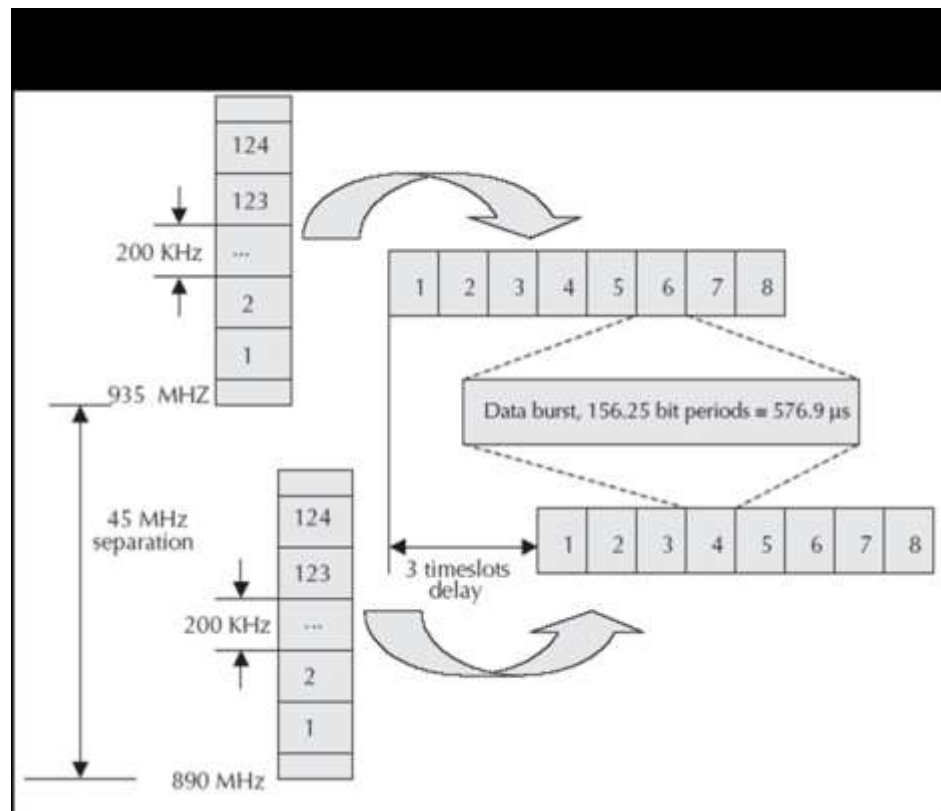 124
123
...
2
1
200 KHz
935 MHZ
1 2 3 4 5 6 7 8
Data burst, 156.25 bit periods = 576.9 μs
45 MHz
separation
124
123
...
2
1
200 KHz
890 MHz
3 timeslots
delay
1 2 3 4 5 6 7 8